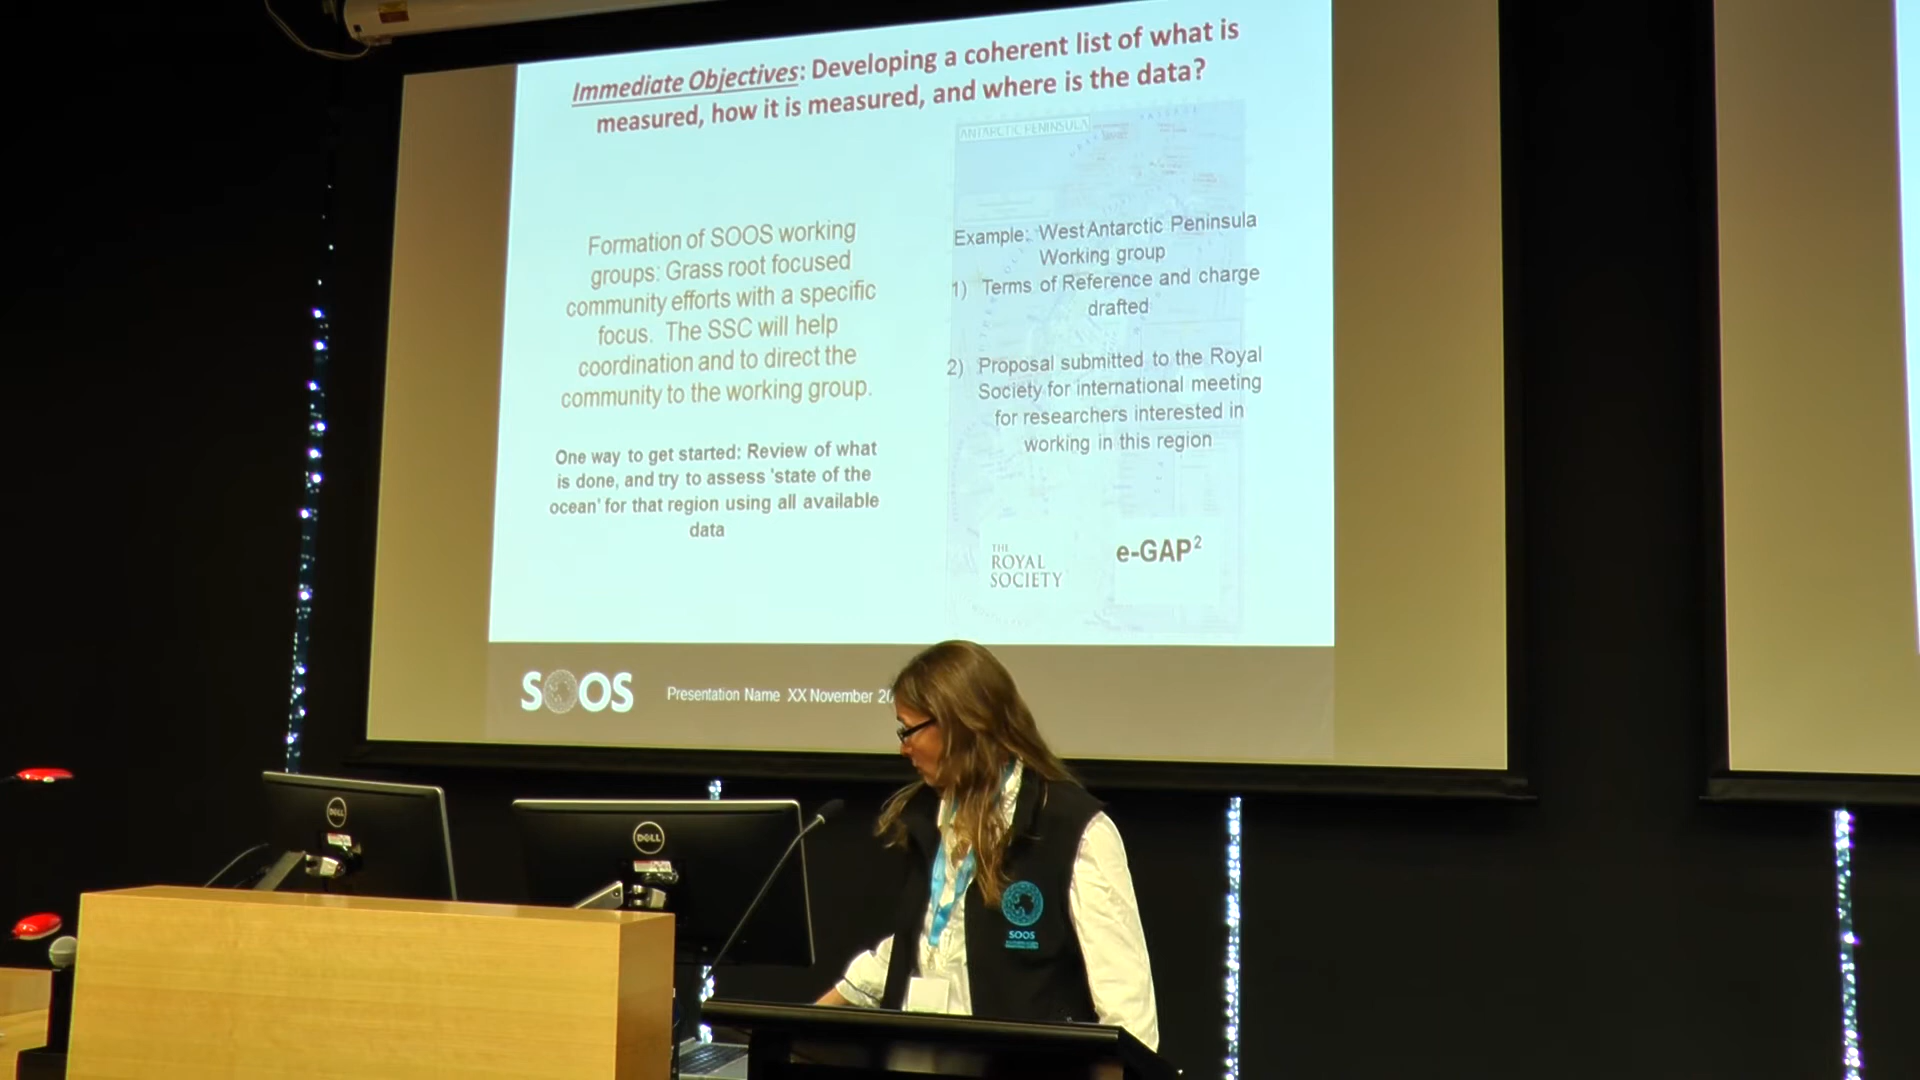 Immediate Objectives: Developing a coherent list of what is
measured, how it is measured, and where is the data?
ANTARCTIC PENINSULA
Formation of SOOS working
groups: Grass root focused
community efforts with a specific
focus. The SSC will help
coordination and to direct the
community to the working group.
One way to get started: Review of what
is done, and try to assess 'state of the
ocean' for that region using all available
data
Example: West Antarctic Peninsula
Working group
1) Terms of Reference and charge
drafted
2) Proposal submitted to the Royal
Society for international meeting
for researchers interested in
working in this region
THE
ROYAL
SOCIETY
e-GAP²
SOOS
Presentation Name XX November 20
DELL
DELL
SOOS